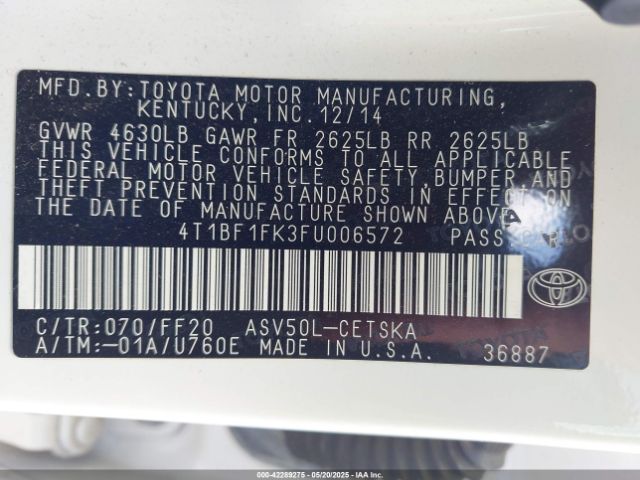 MFD. BY: TOYOTA MOTOR MANUFACTURING,
KENTUCKY, INC. 12/14
GVWR 4630LB GAWR FR 2625LB RR 2625LB
THIS VEHICLE CONFORMS TO ALL APPLICABLE
FEDERAL MOTOR VEHICLE SAFETY, BUMPER AND
THEFT PREVENTION STANDARDS IN EFFECT ON
THE DATE OF MANUFACTURE SHOWN ABOVE.
4T1BF1FK3FU006572 PASS. CAR
C/TR: 070/FF20 ASV50L-CETSKA
A/TM: -01A/U760E MADE IN U.S.A. 36887
000-42289275 - 05/20/2025 - IAA Inc.